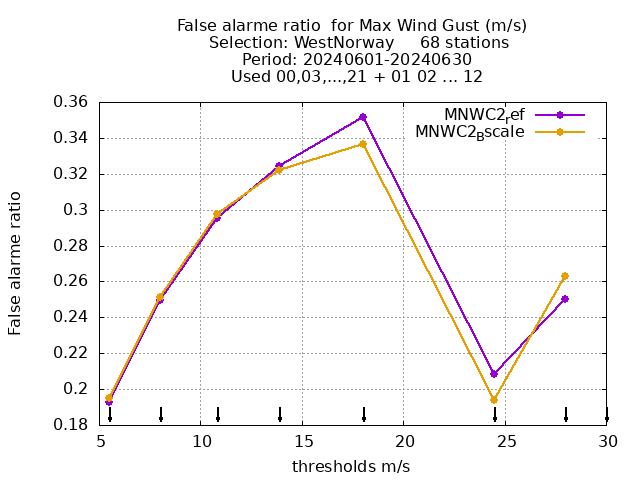 False alarme ratio  for Max Wind Gust (m/s)
Selection: WestNorway     68 stations
Period: 20240601-20240630
Used 00,03,...,21 + 01 02 ... 12
MNWC2ref
MNWC2Bscale
False alarme ratio
0.36
0.34
0.32
0.3
0.28
0.26
0.24
0.22
0.2
0.18
5 10 15 20 25 30
thresholds m/s